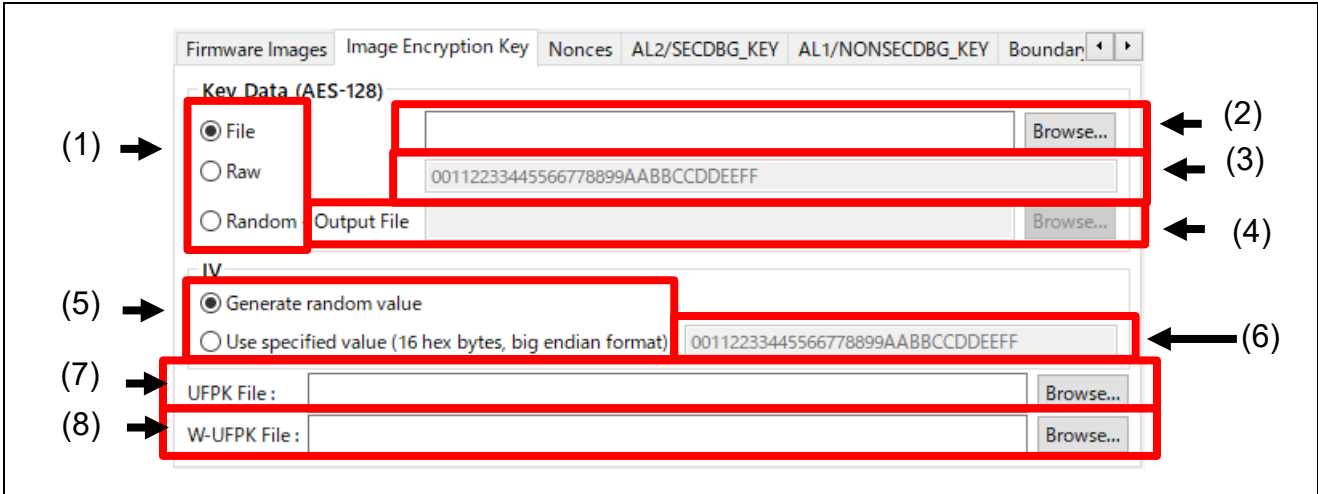 Firmware Images Image Encryption Key Nonces AL2/SECDBG_KEY AL1/NONSECDBG_KEY Boundary
Key Data (AES-128)
(1)
File Browse... (2)
Raw 00112233445566778899AABBCCDDEEFF (3)
Random - Output File Browse... (4)
IV
(5) Generate random value
Use specified value (16 hex bytes, big endian format) 00112233445566778899AABBCCDDEEFF (6)
(7) UFPK File : Browse...
(8) W-UFPK File : Browse...